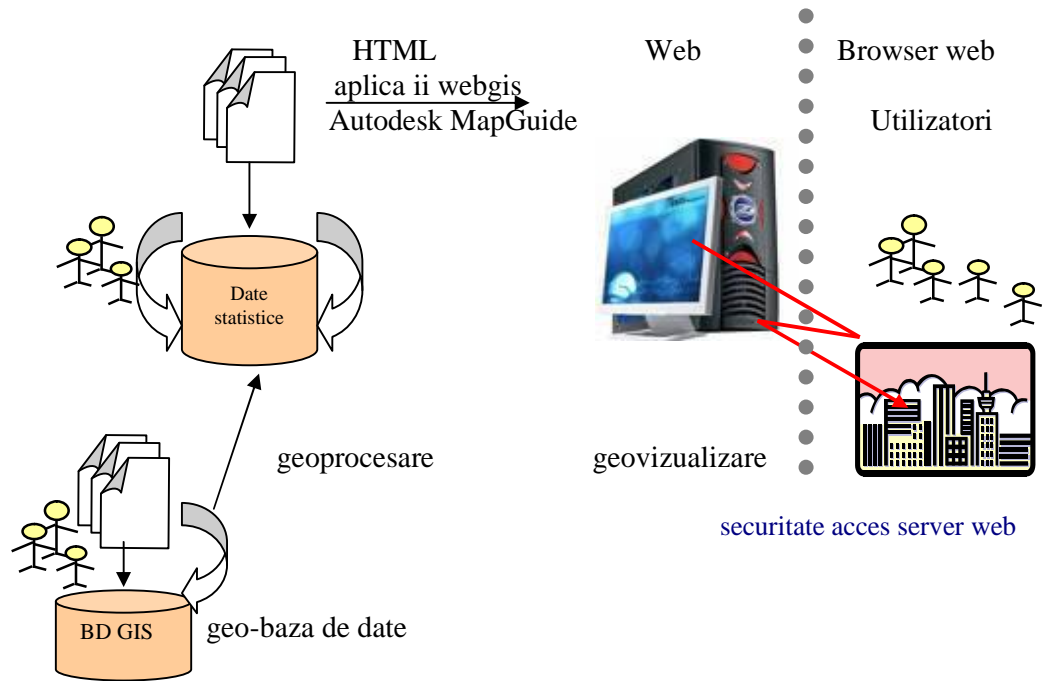 HTML
aplica ii webgis
Autodesk MapGuide
Web
Browser web
Utilizatori
Date
statistice
geoprocesare
geovizualizare
securitate acces server web
BD GIS
geo-baza de date